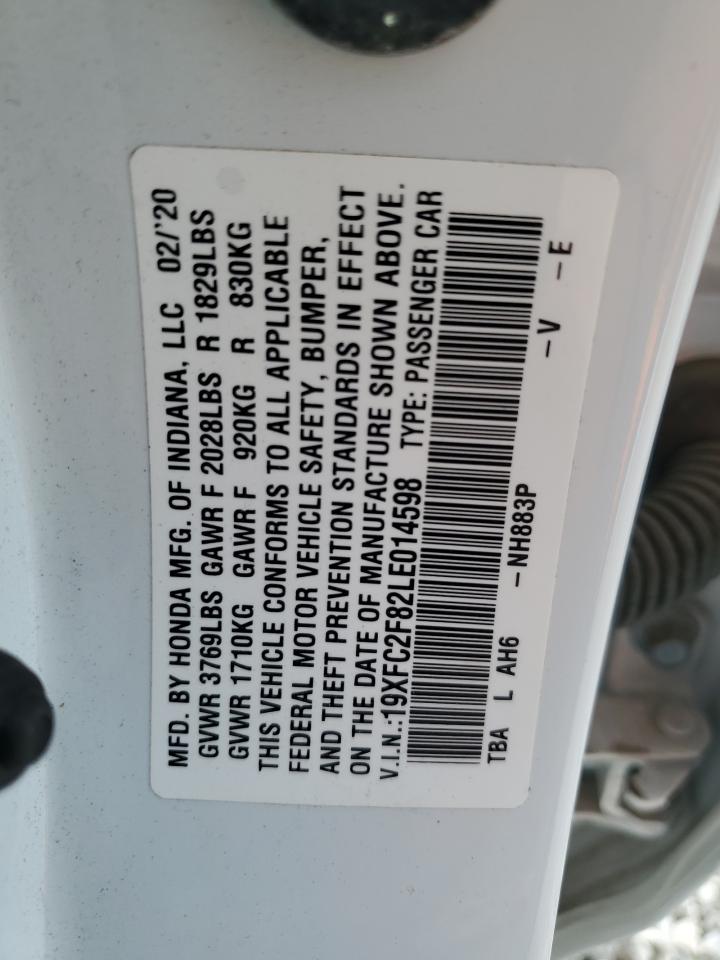 MFD. BY HONDA MFG. OF INDIANA, LLC 02/'20
GVWR 3769LBS GAWR F 2028LBS R 1829LBS
GVWR 1710KG GAWR F 920KG R 830KG
THIS VEHICLE CONFORMS TO ALL APPLICABLE
FEDERAL MOTOR VEHICLE SAFETY, BUMPER,
AND THEFT PREVENTION STANDARDS IN EFFECT
ON THE DATE OF MANUFACTURE SHOWN ABOVE.
V.I.N.:19XFC2F82LE014598 TYPE: PASSENGER CAR
TBA L AH6 -NH883P -V -E